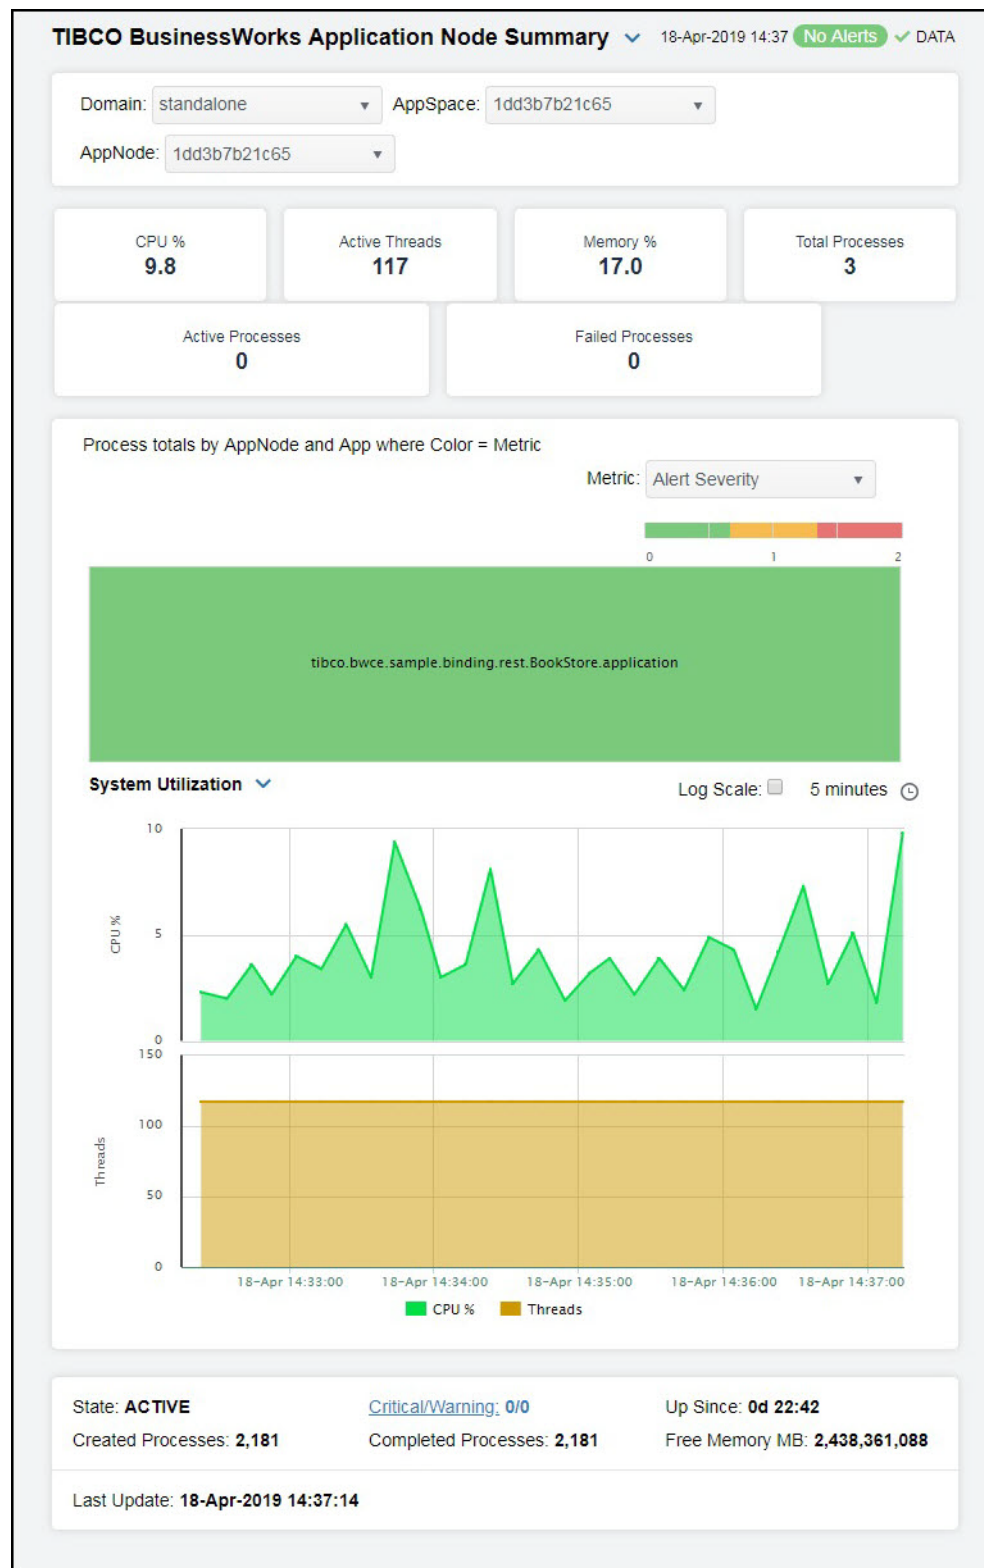 TIBCO BusinessWorks Application Node Summary 18-Apr-2019 14:37 No Alerts DATA
Domain: standalone AppSpace: 1dd3b7b21c65
AppNode: 1dd3b7b21c65
CPU % Active Threads Memory % Total Processes
9.8 117 17.0 3
Active Processes Failed Processes
0 0
Process totals by AppNode and App where Color = Metric
Metric: Alert Severity
0 1 2
tibco.bwce.sample.binding.rest.BookStore.application
System Utilization Log Scale: 5 minutes
10
CPU %
5
0
150
100
Threads
50
0
18-Apr 14:33:00 18-Apr 14:34:00 18-Apr 14:35:00 18-Apr 14:36:00 18-Apr 14:37:00
CPU % Threads
State: ACTIVE Critical/Warning: 0/0 Up Since: 0d 22:42
Created Processes: 2,181 Completed Processes: 2,181 Free Memory MB: 2,438,361,088
Last Update: 18-Apr-2019 14:37:14